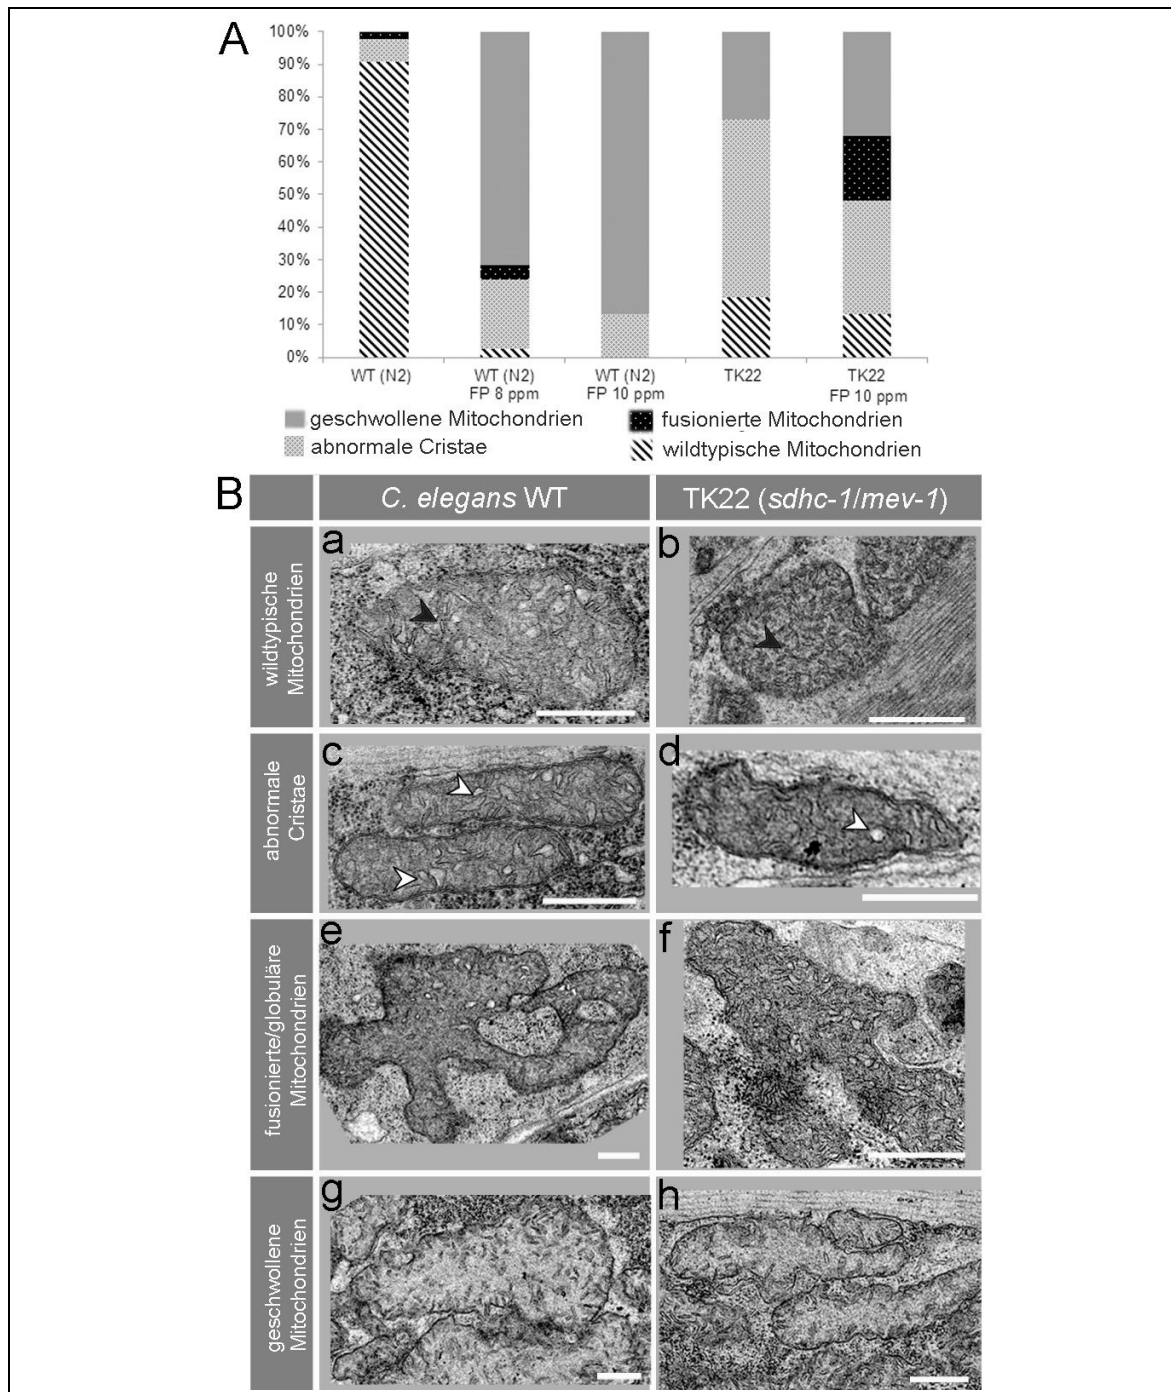 A
100%
90%
80%
70%
60%
50%
40%
30%
20%
10%
0%
WT (N2)
WT (N2)
FP 8 ppm
WT (N2)
FP 10 ppm
TK22
TK22
FP 10 ppm
geschwollene Mitochondrien
fusionierte Mitochondrien
abnormale Cristae
wildtypische Mitochondrien
B
C. elegans WT
TK22 (sdhc-1/mev-1)
wildtypische
Mitochondrien
a
b
abnormale
Cristae
c
d
fusionierte/globuläre
Mitochondrien
e
f
geschwollene
Mitochondrien
g
h